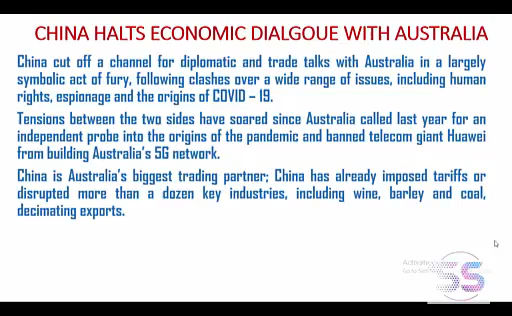 CHINA HALTS ECONOMIC DIALGOUE WITH AUSTRALIA
China cut off a channel for diplomatic and trade talks with Australia in a largely
symbolic act of fury, following clashes over a wide range of issues, including human
rights, espionage and the origins of COVID – 19.
Tensions between the two sides have soared since Australia called last year for an
independent probe into the origins of the pandemic and banned telecom giant Huawei
from building Australia's 5G network.
China is Australia's biggest trading partner; China has already imposed tariffs or
disrupted more than a dozen key industries, including wine, barley and coal,
decimating exports.
Activate
Go to Set
SS